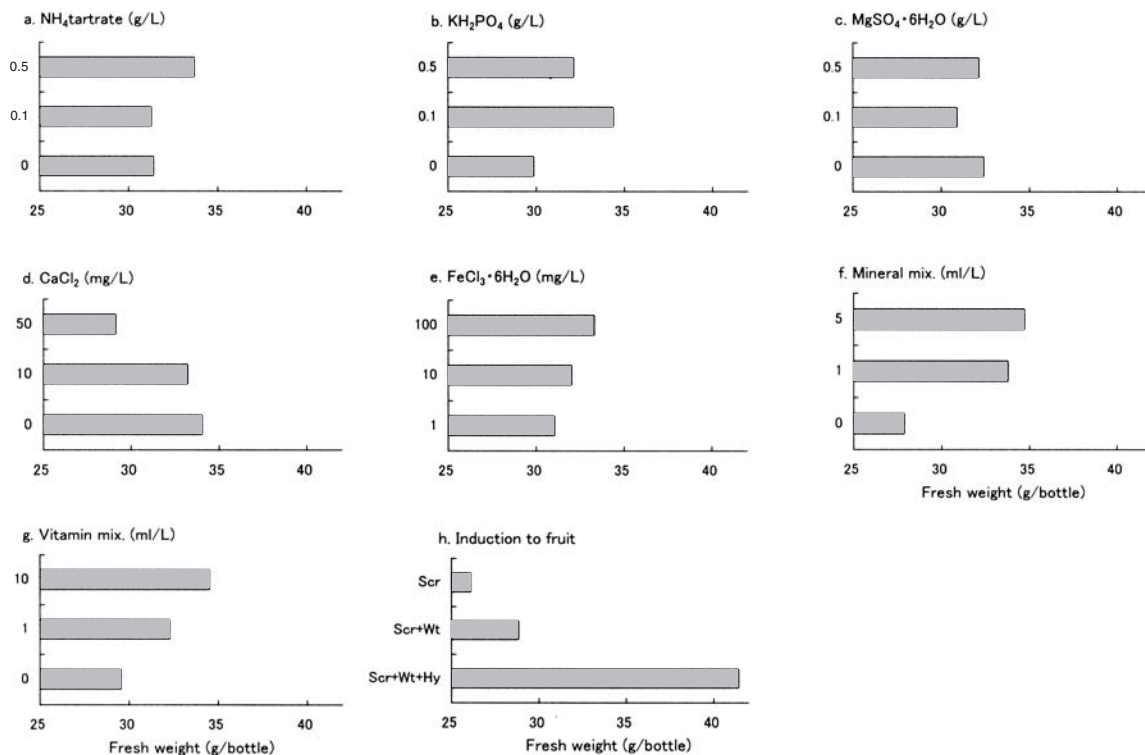 a. NH₄tartrate (g/L)
0.5
0.1
0
25 30 35 40
b. KH₂PO₄ (g/L)
0.5
0.1
0
25 30 35 40
c. MgSO₄・6H₂O (g/L)
0.5
0.1
0
25 30 35 40
d. CaCl₂ (mg/L)
50
10
0
25 30 35 40
e. FeCl₃・6H₂O (mg/L)
100
10
1
25 30 35 40
f. Mineral mix. (ml/L)
5
1
0
25 30 35 40
Fresh weight (g/bottle)
g. Vitamin mix. (ml/L)
10
1
0
25 30 35 40
Fresh weight (g/bottle)
h. Induction to fruit
Scr
Scr+Wt
Scr+Wt+Hy
25 30 35 40
Fresh weight (g/bottle)